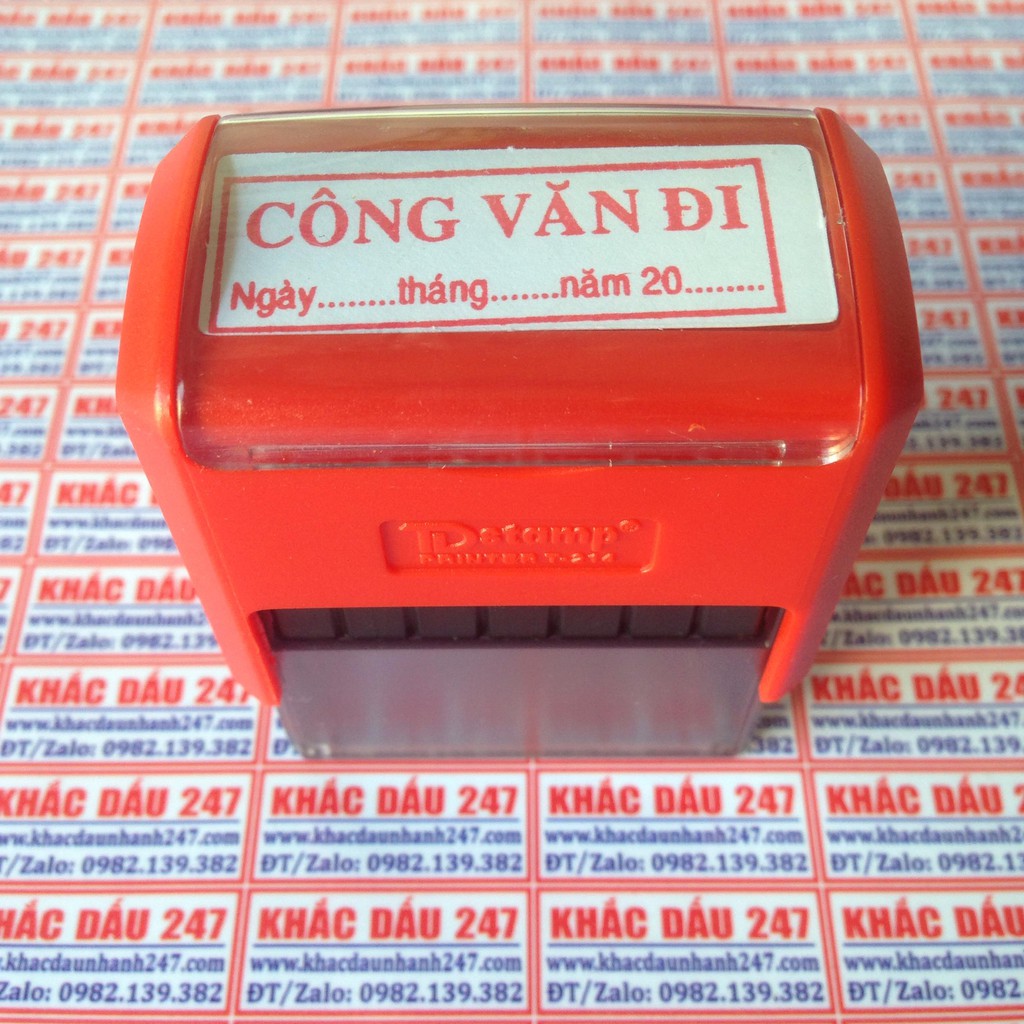 CÔNG VĂN ĐI
Ngày........tháng.......năm 20........
Dstamp®
PRINTER T-214
KHẮC DẤU 247
www.khacdaunhanh247.com
ĐT/Zalo: 0982.139.382